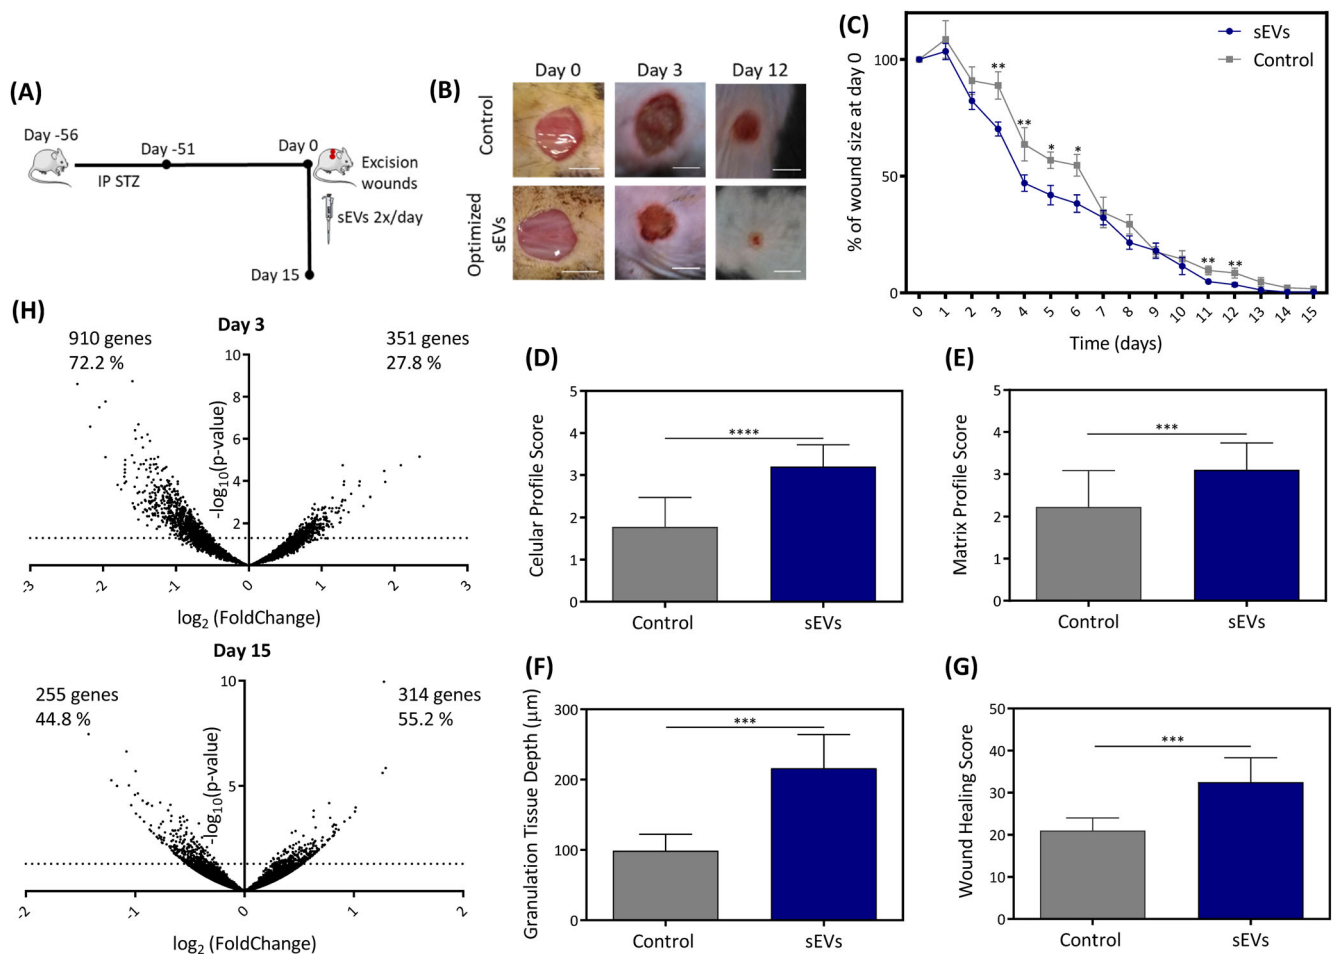 (A)
Day -56
Day -51
Day 0
IP STZ
Excision
wounds
sEVs 2x/day
Day 15
(B)
Day 0
Day 3
Day 12
Control
Optimized
sEVs
(C)
% of wound size at day 0
100
50
0
sEVs
Control
**
**
*
*
**
**
0 1 2 3 4 5 6 7 8 9 10 11 12 13 14 15
Time (days)
(H)
Day 3
910 genes
72.2 %
351 genes
27.8 %
-log10(p-value)
10
8
6
4
2
-3 -2 -1 0 1 2 3
log2 (FoldChange)
Day 15
255 genes
44.8 %
314 genes
55.2 %
-log10(p-value)
10
5
-2 -1 0 1 2
log2 (FoldChange)
(D)
Celular Profile Score
5
4
3
2
1
0
****
Control
sEVs
(E)
Matrix Profile Score
5
4
3
2
1
0
***
Control
sEVs
(F)
Granulation Tissue Depth (μm)
300
200
100
0
***
Control
sEVs
(G)
Wound Healing Score
50
40
30
20
10
0
***
Control
sEVs